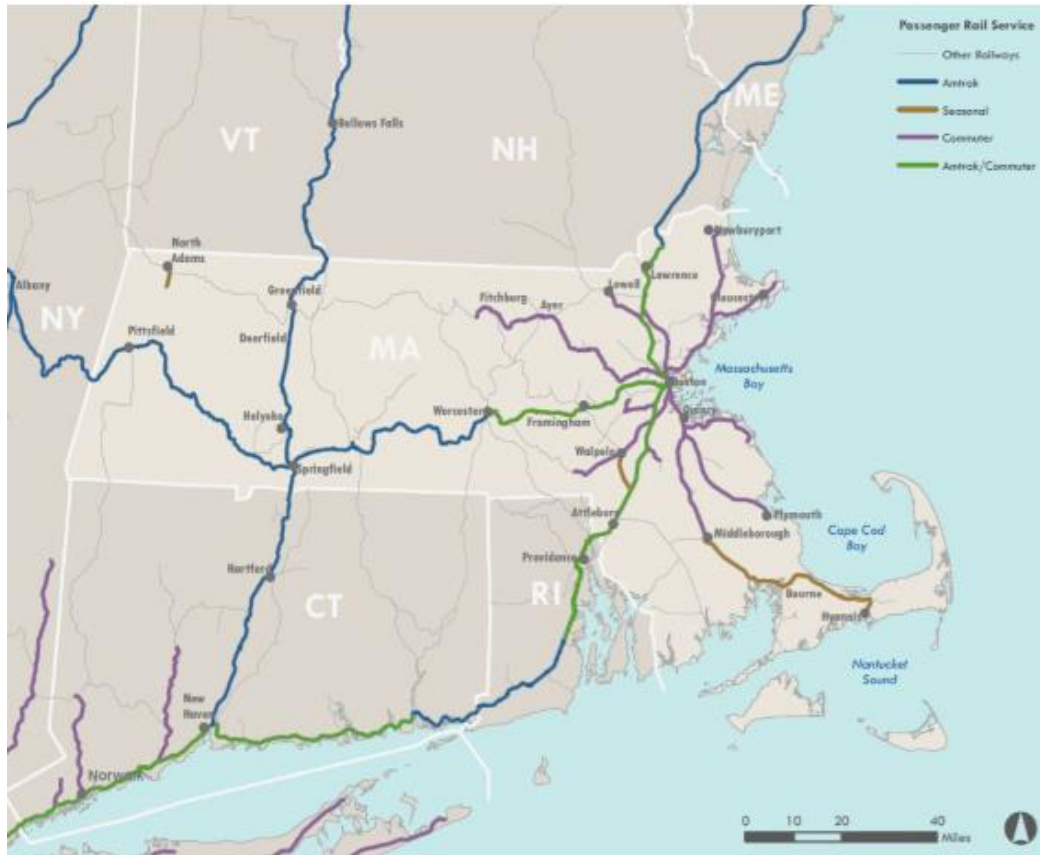 Passenger Rail Service
Other Railways
Amtrak
Seasonal
Commuter
Amtrak/Commuter
ME
VT
NH
Bellows Falls
North
Adams
Newburyport
Albany
NY
Greenfield
Lowell
Lawrence
Fitchburg
Ayer
Gloucester
Pittsfield
Deerfield
MA
Massachusetts
Bay
Boston
Holyoke
Worcester
Framingham
Quincy
Springfield
Walpole
Attleboro
Plymouth
Middleborough
Cape Cod
Bay
Providence
Hartford
CT
RI
Bourne
Hyannis
Nantucket
Sound
New
Haven
Norwalk
0 10 20 40
Miles